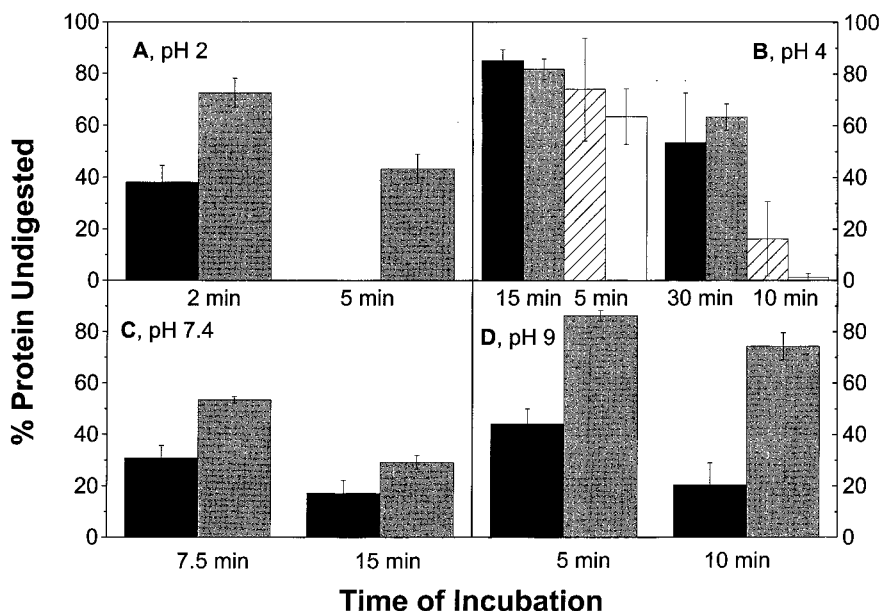 % Protein Undigested
100
80
60
40
20
0
A, pH 2
2 min
5 min
B, pH 4
100
80
60
40
20
0
15 min
5 min
30 min
10 min
80
60
40
20
0
C, pH 7.4
7.5 min
15 min
D, pH 9
80
60
40
20
0
5 min
10 min
Time of Incubation